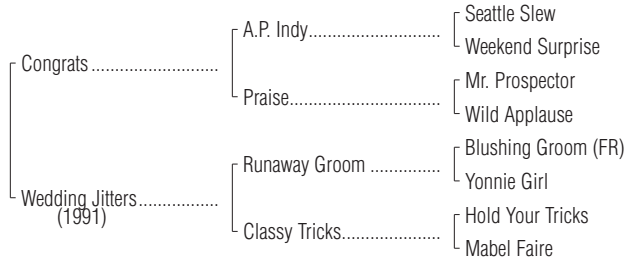 Seattle Slew
A.P. Indy..............................
Weekend Surprise
Congrats .............................
Mr. Prospector
Praise..................................
Wild Applause
Blushing Groom (FR)
Runaway Groom ................
Yonnie Girl
Wedding Jitters..................
(1991)
Hold Your Tricks
Classy Tricks......................
Mabel Faire